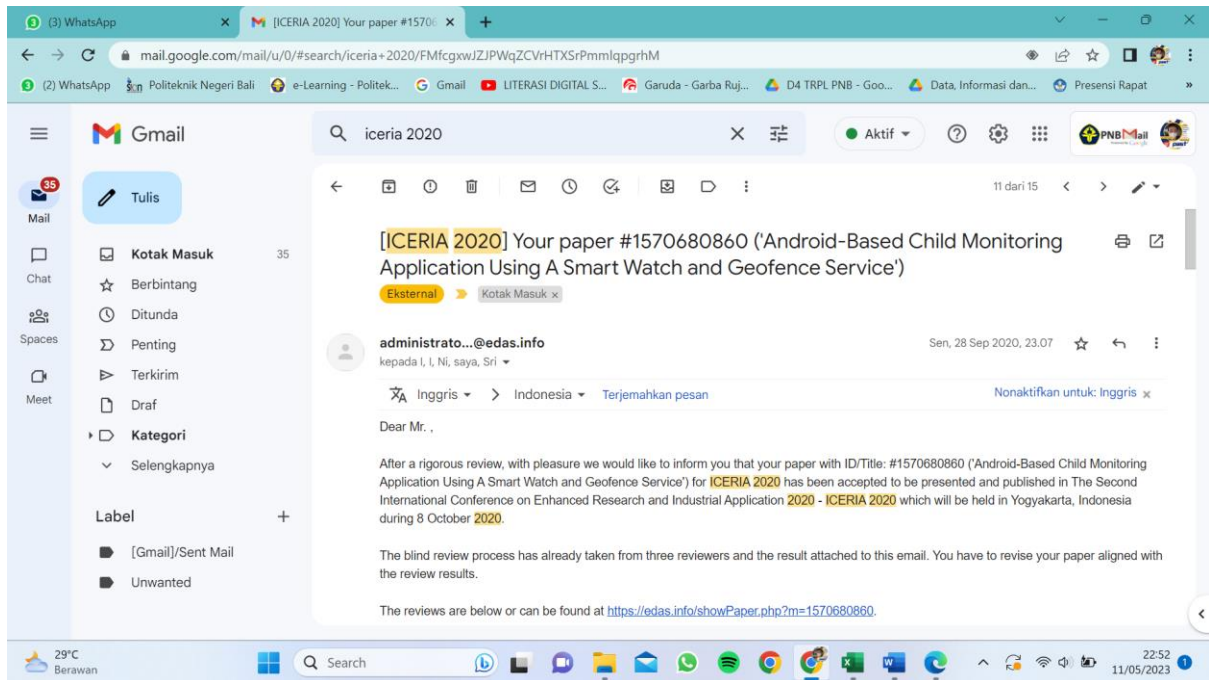 (3) WhatsApp
[ICERIA 2020] Your paper #15706
mail.google.com/mail/u/0/#search/iceria+2020/FMfcgxwJZJPWqZCVrHTXSrPmmlqpgrhM
(2) WhatsApp Politeknik Negeri Bali e-Learning - Politek... Gmail LITERASI DIGITAL S... Garuda - Garba Ruj... D4 TRPL PNB - Goo... Data, Informasi dan... Presensi Rapat »
Gmail
iceria 2020
Aktif
PNBMail
35
Mail
Chat
Spaces
Meet
Tulis
Kotak Masuk 35
Berbintang
Ditunda
Penting
Terkirim
Draf
Kategori
Selengkapnya
Label +
[Gmail]/Sent Mail
Unwanted
11 dari 15
[ICERIA 2020] Your paper #1570680860 ('Android-Based Child Monitoring
Application Using A Smart Watch and Geofence Service')
Eksternal Kotak Masuk x
administrato...@edas.info Sen, 28 Sep 2020, 23.07
kepada I, I, Ni, saya, Sri
Inggris > Indonesia Terjemahkan pesan Nonaktifkan untuk: Inggris x
Dear Mr. ,
After a rigorous review, with pleasure we would like to inform you that your paper with ID/Title: #1570680860 ('Android-Based Child Monitoring
Application Using A Smart Watch and Geofence Service') for ICERIA 2020 has been accepted to be presented and published in The Second
International Conference on Enhanced Research and Industrial Application 2020 - ICERIA 2020 which will be held in Yogyakarta, Indonesia
during 8 October 2020.
The blind review process has already taken from three reviewers and the result attached to this email. You have to revise your paper aligned with
the review results.
The reviews are below or can be found at https://edas.info/showPaper.php?m=1570680860.
29°C
Berawan
Search
22:52
11/05/2023
1